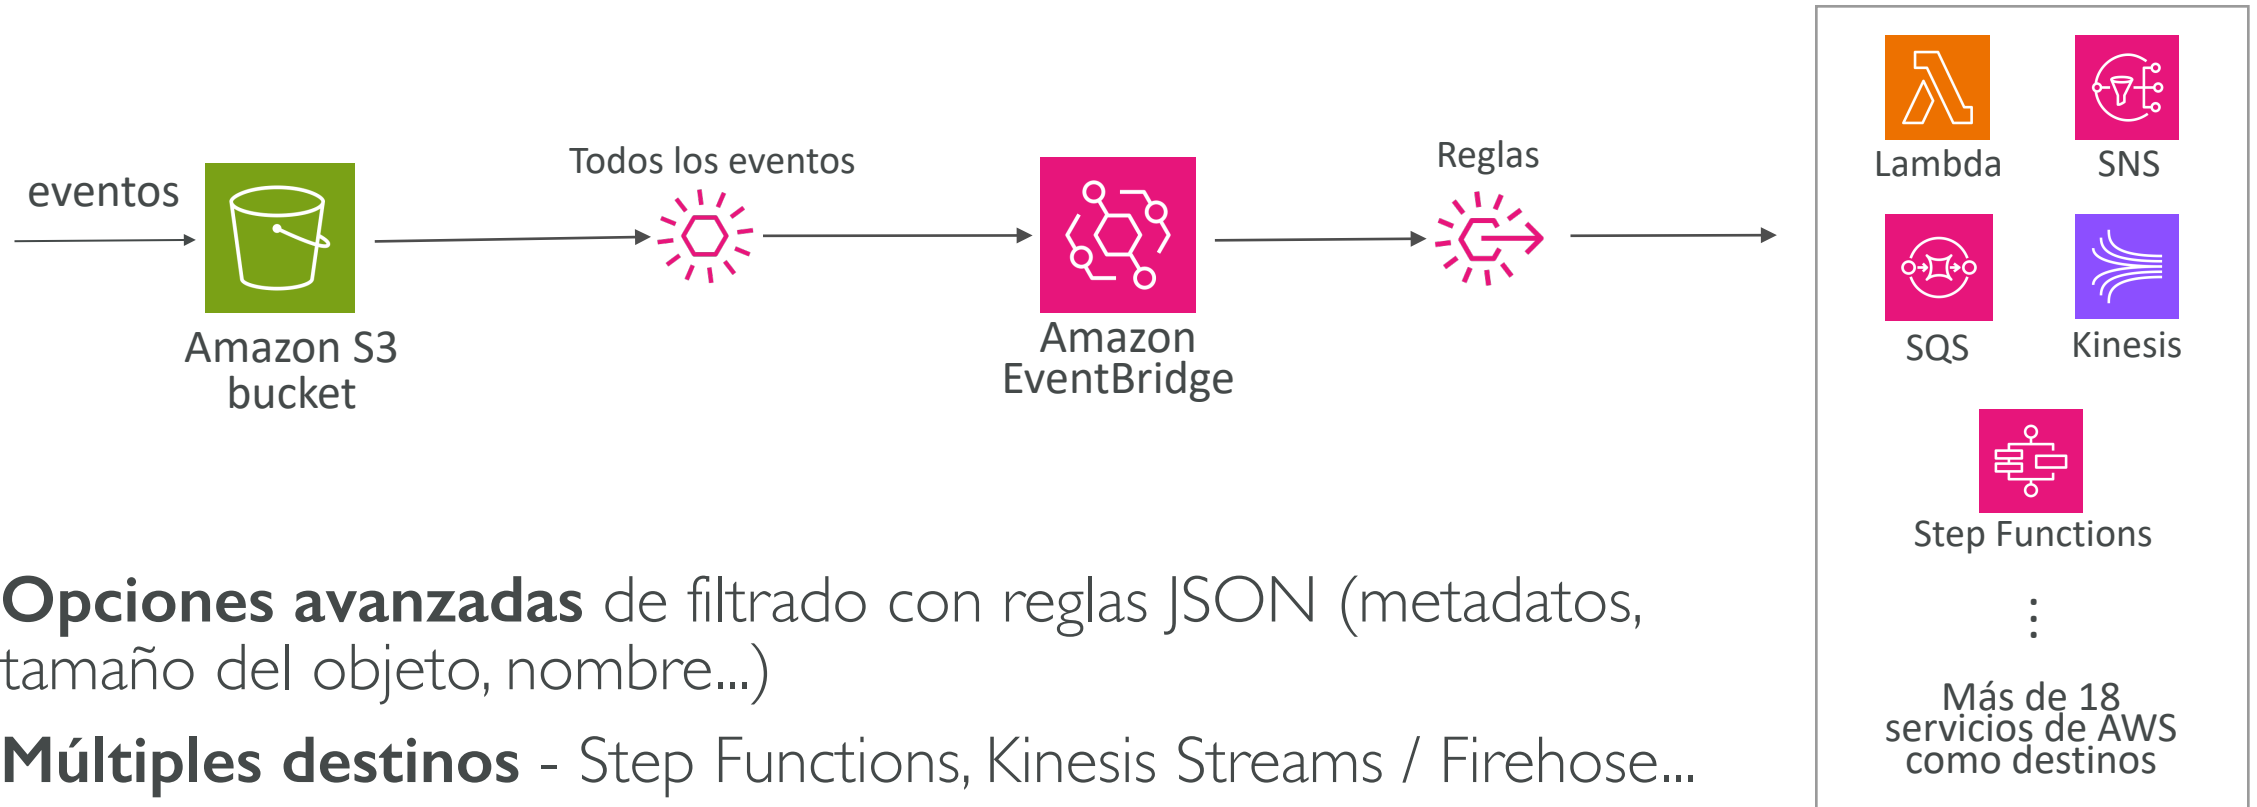 eventos
Amazon S3
bucket
Todos los eventos
Amazon
EventBridge
Reglas
Lambda
SNS
SQS
Kinesis
Step Functions
⋮
Más de 18
servicios de AWS
como destinos
Opciones avanzadas de filtrado con reglas JSON (metadatos,
tamaño del objeto, nombre...)
Múltiples destinos - Step Functions, Kinesis Streams / Firehose...